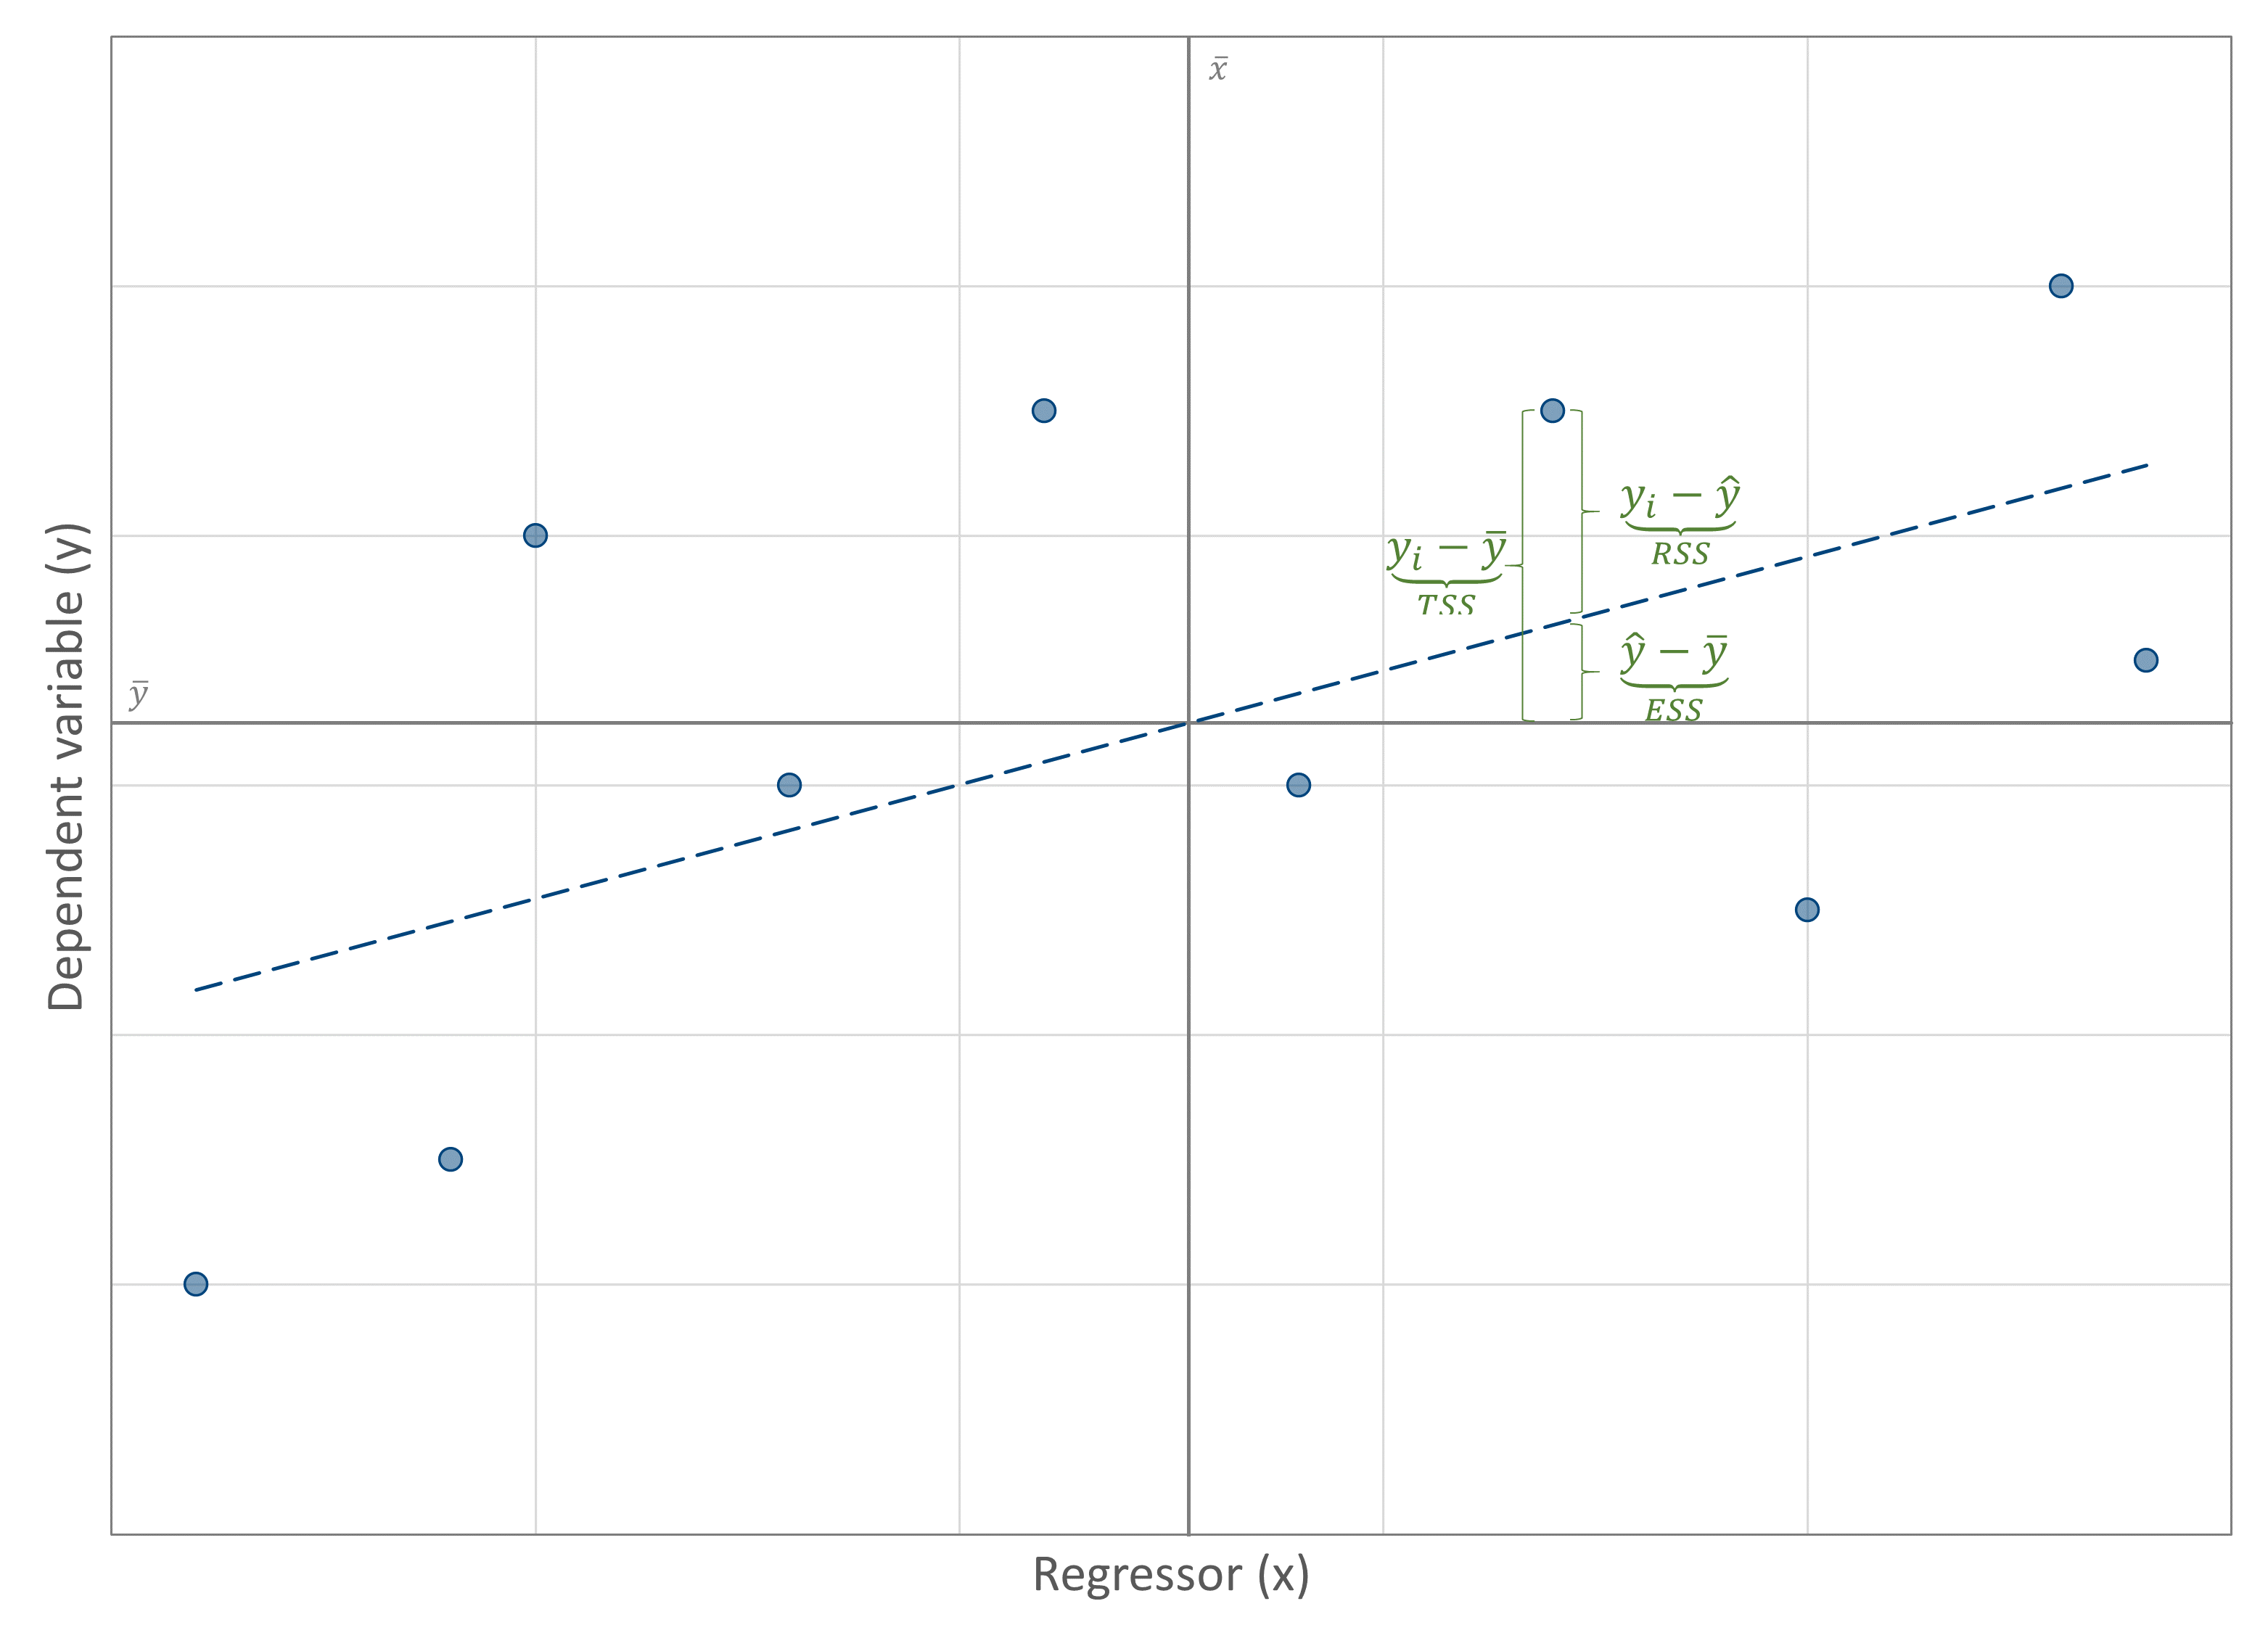 x̄
yᵢ − ŷ
RSS
yᵢ − ȳ
TSS
ŷ − ȳ
ESS
ȳ
Dependent variable (y)
Regressor (x)